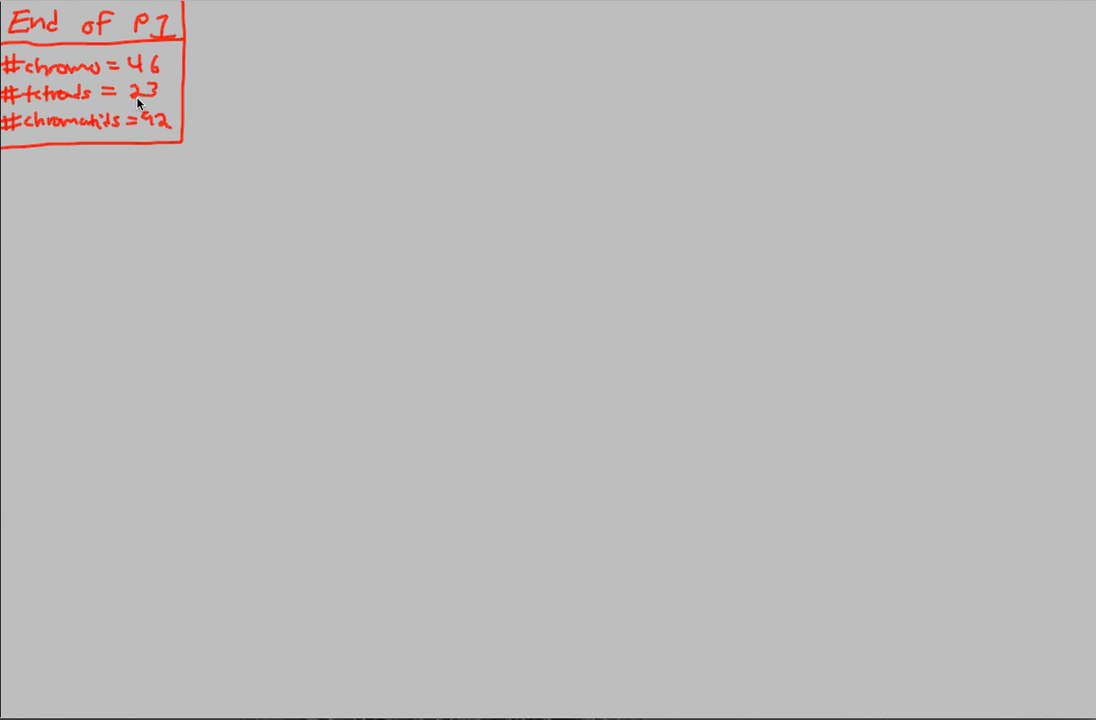 End of P1
#chromo = 46
#tetrads = 23
#chromatids = 92